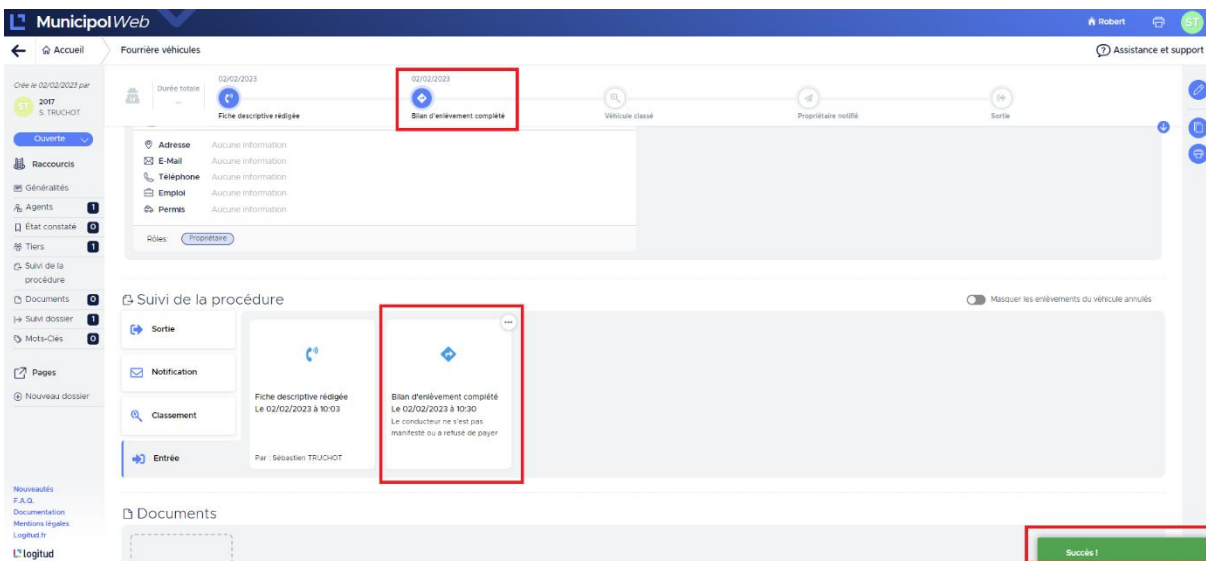 MunicipolWeb
Robert
ST
Accueil
Fourrière véhicules
Assistance et support
Crée le 02/02/2023 par
ST
2017
S. TRUCHOT
Ouverte
Raccourcis
Généralités
Agents 1
État constaté 0
Tiers 1
Suivi de la
procédure
Documents 0
Suivi dossier 1
Mots-Clés 0
Pages
Nouveau dossier
Nouveautés
F.A.Q.
Documentation
Mentions légales
Logitud.fr
logitud
Durée totale
...
02/02/2023
Fiche descriptive rédigée
02/02/2023
Bilan d'enlèvement complété
Véhicule classé
Propriétaire notifié
Sortie
Adresse Aucune information
E-Mail Aucune information
Téléphone Aucune information
Emploi Aucune information
Permis Aucune information
Rôles: Propriétaire
Suivi de la procédure
Masquer les enlèvements du véhicule annulés
Sortie
Notification
Classement
Entrée
Fiche descriptive rédigée
Le 02/02/2023 à 10:03
Par : Sébastien TRUCHOT
Bilan d'enlèvement complété
Le 02/02/2023 à 10:30
Le conducteur ne s'est pas
manifesté ou a refusé de payer
Documents
Succès !